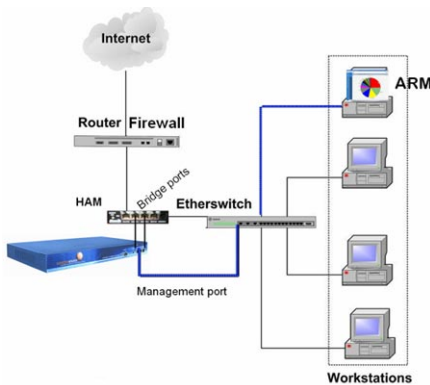 Internet
Router Firewall
HAM
Bridge ports
Etherswitch
Management port
ARM
Workstations